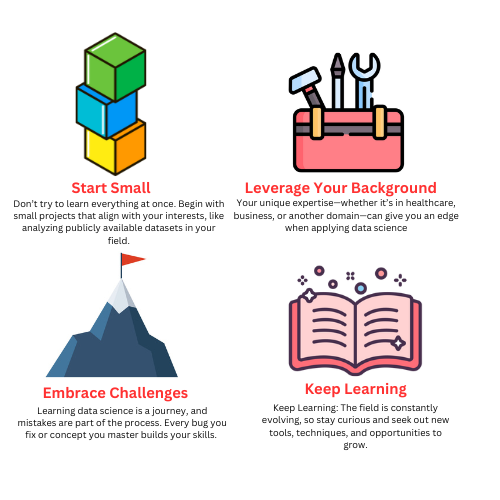 Start Small
Don't try to learn everything at once. Begin with
small projects that align with your interests, like
analyzing publicly available datasets in your
field.
Leverage Your Background
Your unique expertise—whether it's in healthcare,
business, or another domain—can give you an edge
when applying data science
Embrace Challenges
Learning data science is a journey, and
mistakes are part of the process. Every bug you
fix or concept you master builds your skills.
Keep Learning
Keep Learning: The field is constantly
evolving, so stay curious and seek out new
tools, techniques, and opportunities to
grow.